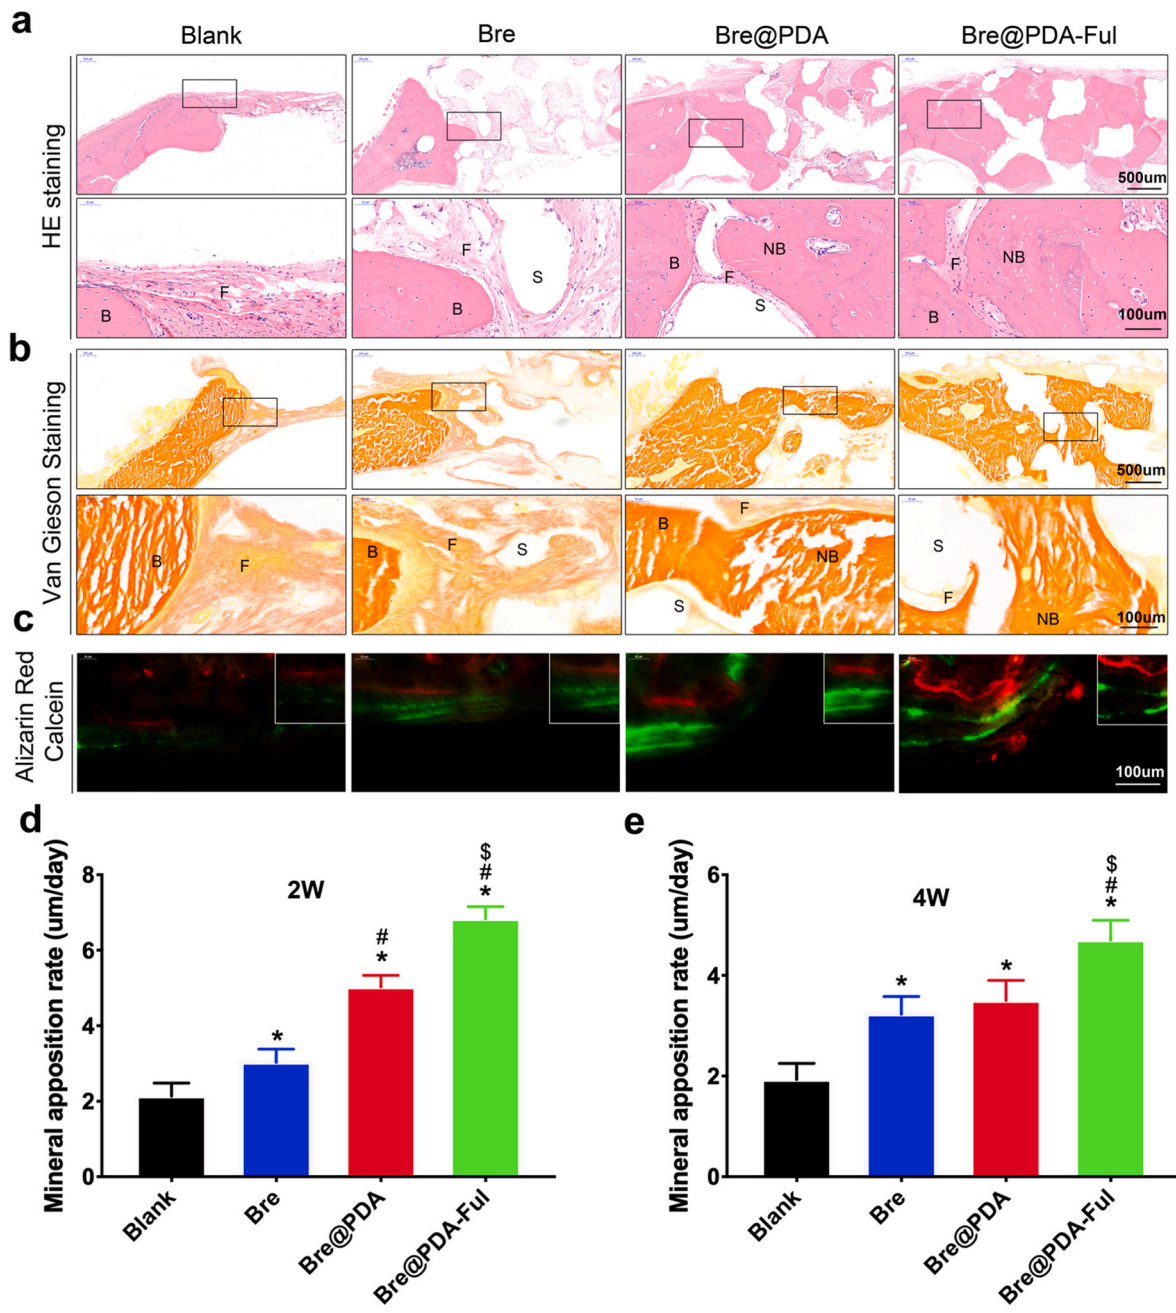 a
Blank Bre Bre@PDA Bre@PDA-Ful
HE staining
500um
F B
F S B
NB B F S
F NB B
100um
b
Van Gieson Staining
500um
B F
B F S
F B NB S
S F NB
100um
c
Alizarin Red
Calcein
100um
d
Mineral apposition rate (um/day)
2W
8
6
4
2
0
*
#
*
$
#
*
Blank Bre Bre@PDA Bre@PDA-Ful
e
Mineral apposition rate (um/day)
4W
6
4
2
0
*
*
$
#
*
Blank Bre Bre@PDA Bre@PDA-Ful